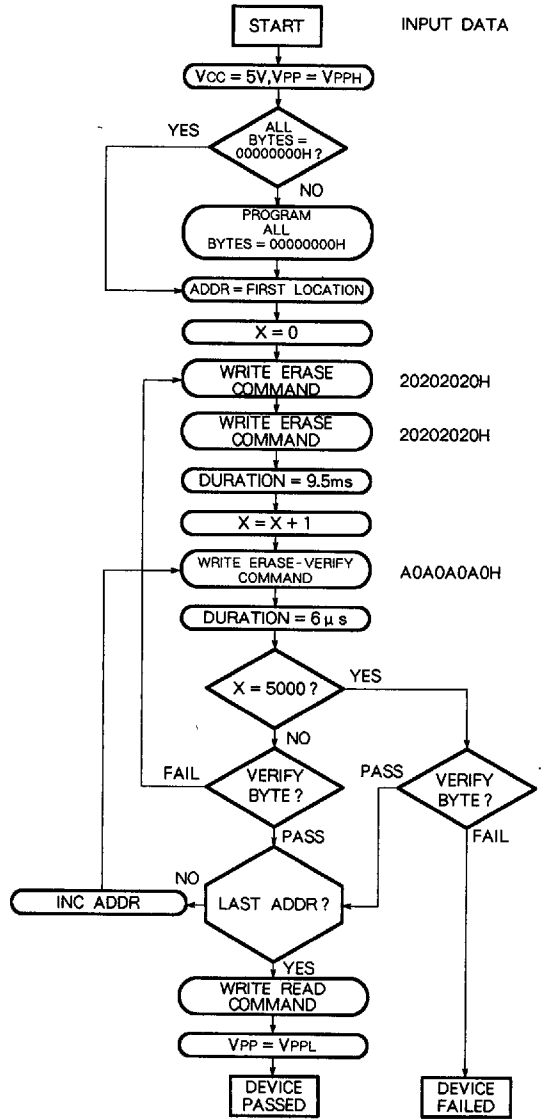 START
INPUT DATA
VCC = 5V, VPP = VPPH
YES
ALL
BYTES =
00000000H ?
NO
PROGRAM
ALL
BYTES = 00000000H
ADDR = FIRST LOCATION
X = 0
WRITE ERASE
COMMAND
20202020H
WRITE ERASE
COMMAND
20202020H
DURATION = 9.5ms
X = X + 1
WRITE ERASE-VERIFY
COMMAND
A0A0A0A0H
DURATION = 6 μs
YES
X = 5000 ?
NO
FAIL
VERIFY
BYTE ?
PASS
PASS
VERIFY
BYTE ?
FAIL
NO
LAST ADDR ?
INC ADDR
YES
WRITE READ
COMMAND
VPP = VPPL
DEVICE
PASSED
DEVICE
FAILED